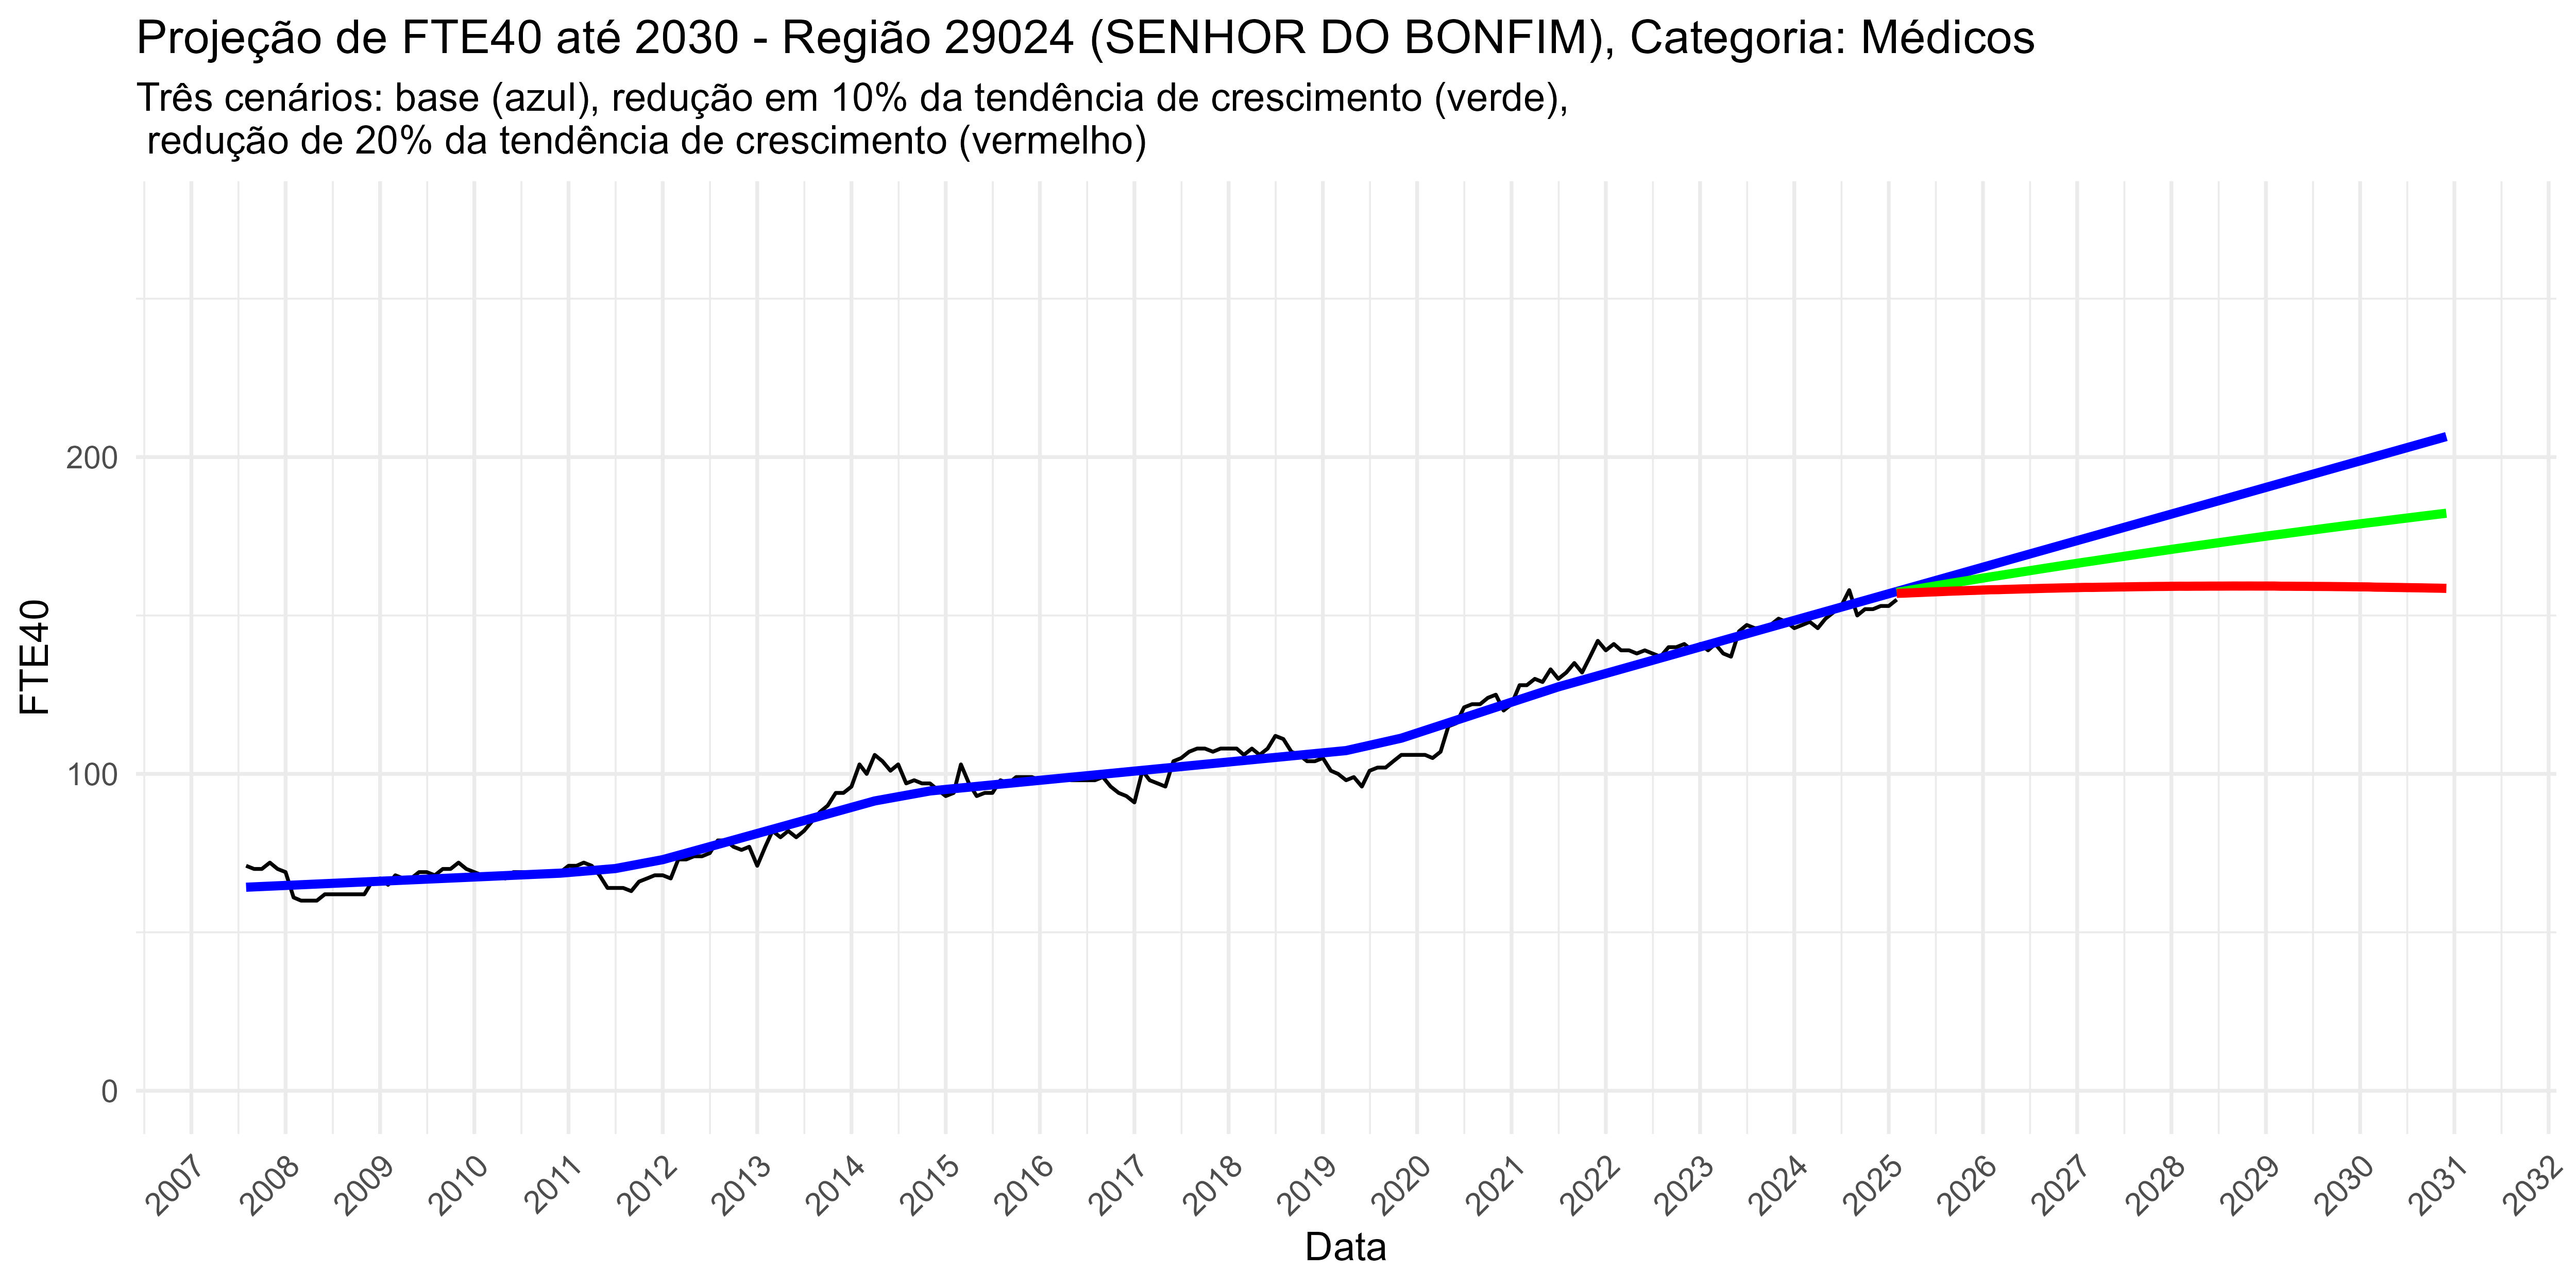 Projeção de FTE40 até 2030 - Região 29024 (SENHOR DO BONFIM), Categoria: Médicos
Três cenários: base (azul), redução em 10% da tendência de crescimento (verde),
redução de 20% da tendência de crescimento (vermelho)
FTE40
200
100
0
2007 2008 2009 2010 2011 2012 2013 2014 2015 2016 2017 2018 2019 2020 2021 2022 2023 2024 2025 2026 2027 2028 2029 2030 2031 2032
Data